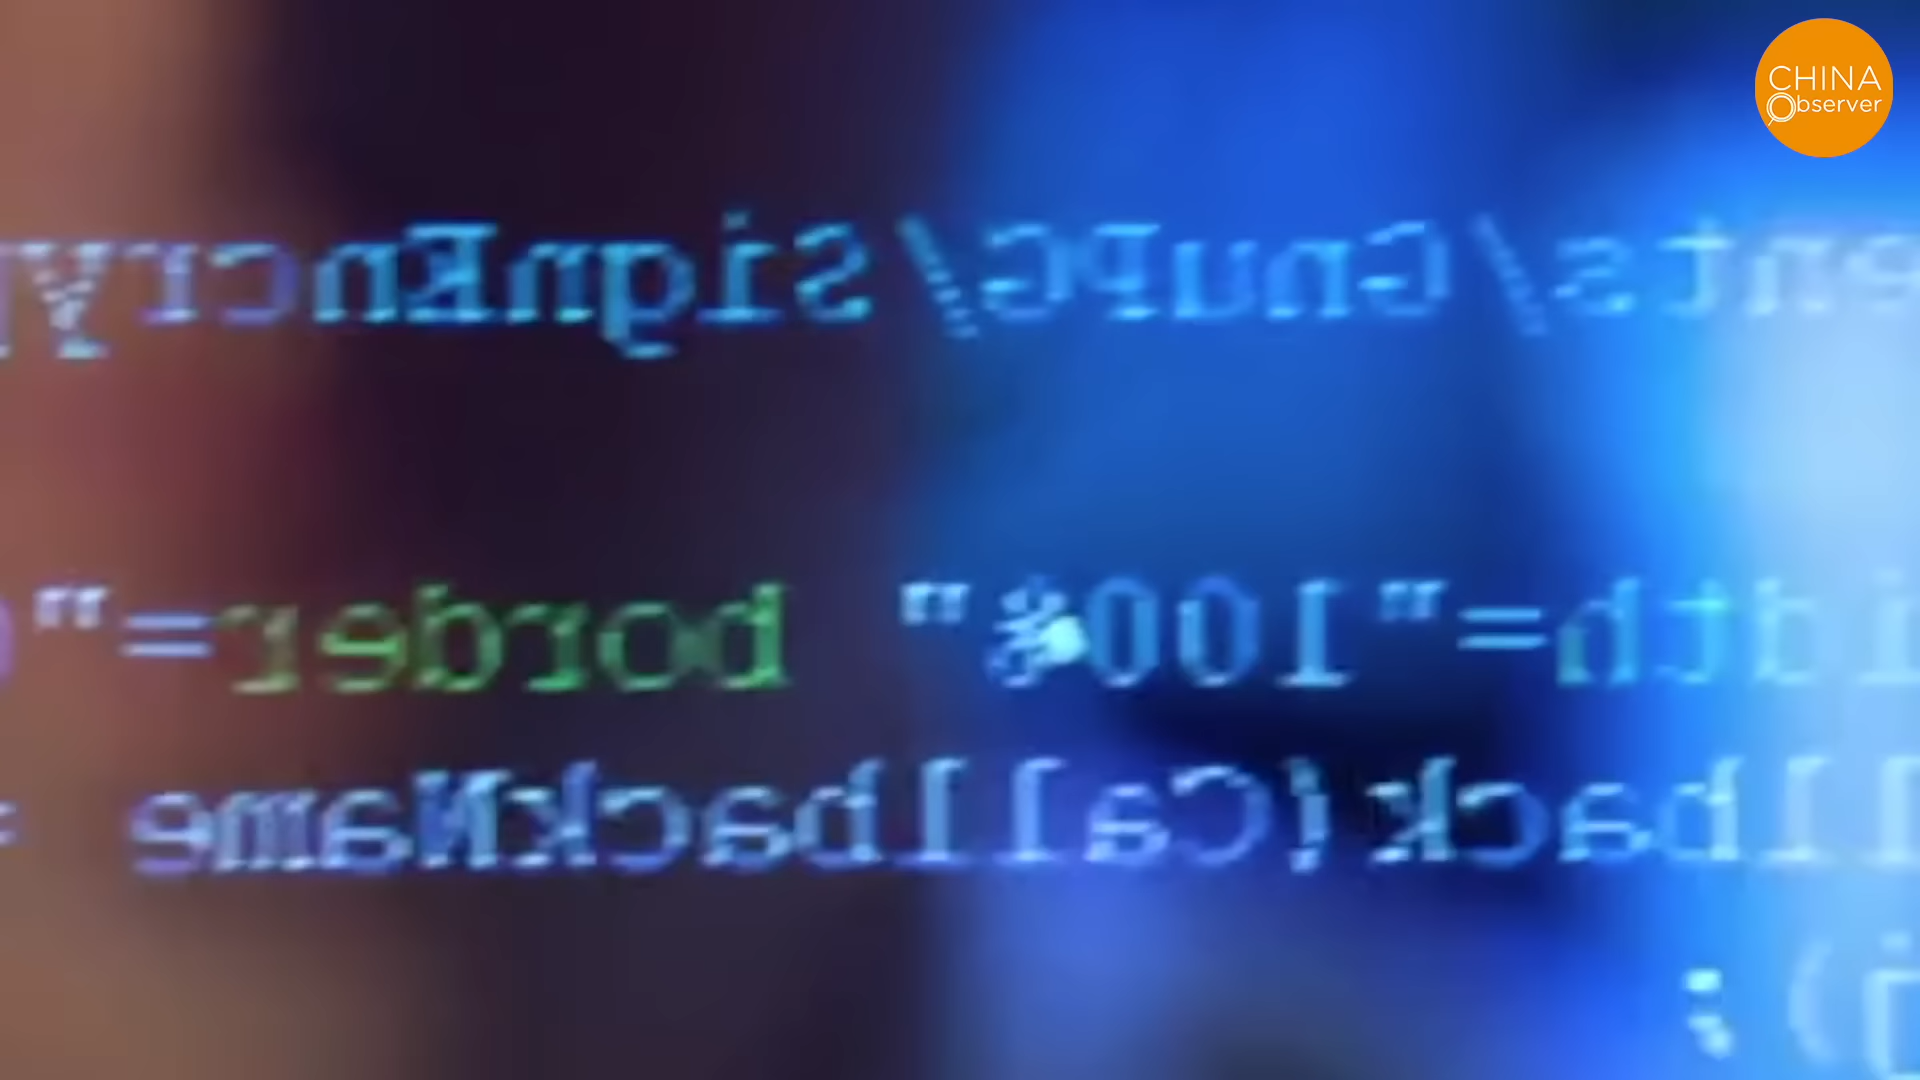 CHINA
Observer
ents/GnuPG/SignEnCry
idth="100%" border="
llback(CallbackName =
);